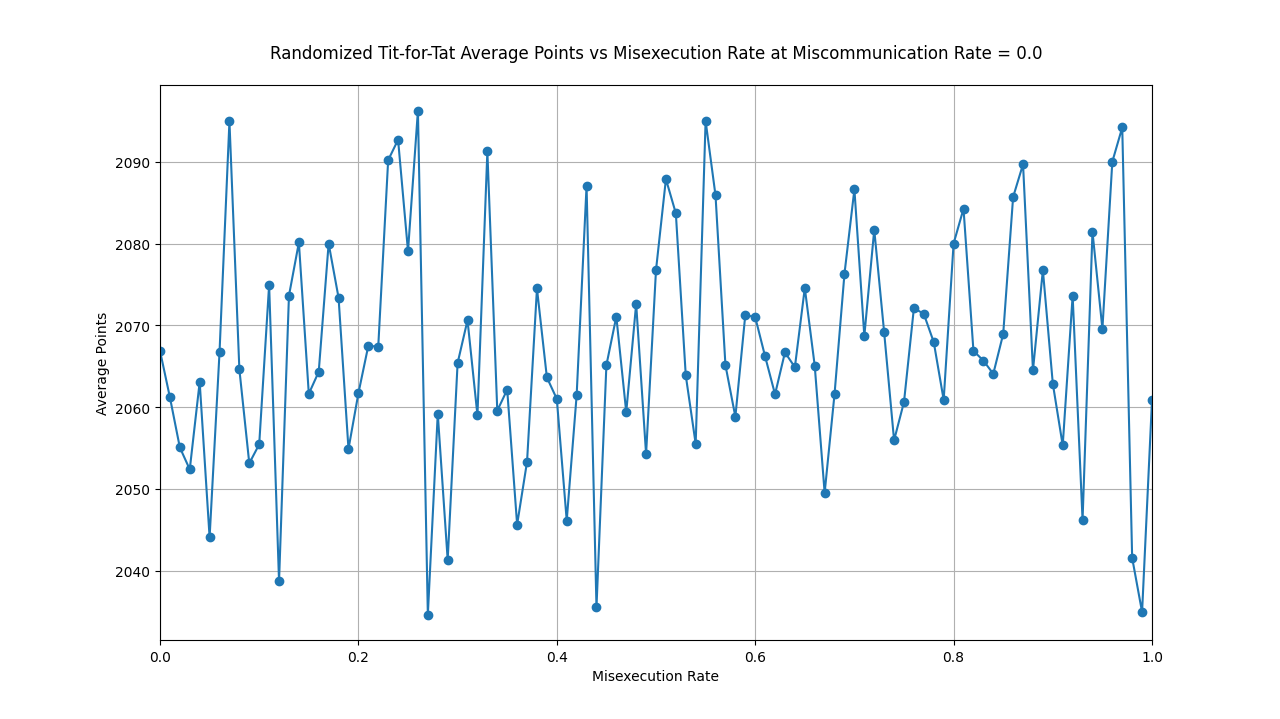 Randomized Tit-for-Tat Average Points vs Misexecution Rate at Miscommunication Rate = 0.0
2090
2080
2070
2060
2050
2040
Average Points
0.0 0.2 0.4 0.6 0.8 1.0
Misexecution Rate